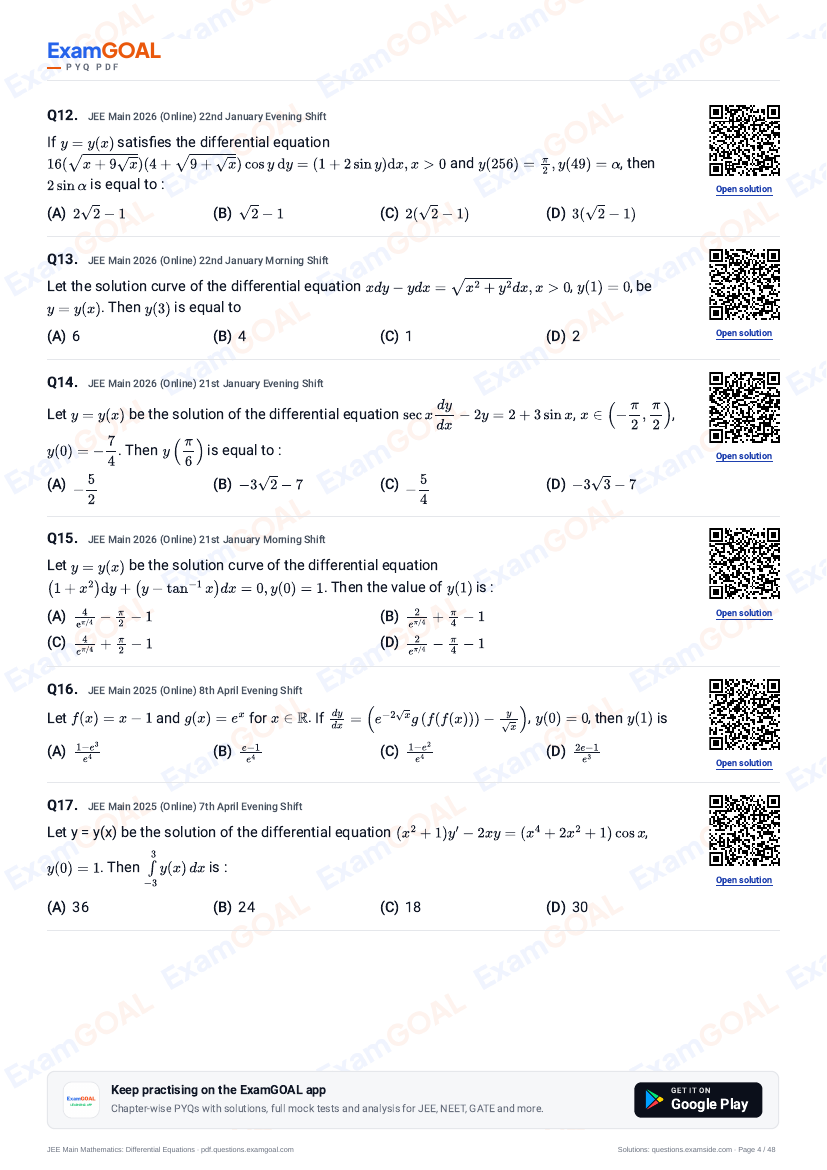 ExamGOAL
PYQ PDF
Q12. JEE Main 2026 (Online) 22nd January Evening Shift
If y = y(x) satisfies the differential equation
16(√(x + 9√x))(4 + √(9 + √x)) cos y dy = (1 + 2 sin y)dx, x > 0 and y(256) = π/2, y(49) = α, then
2 sin α is equal to :
(A) 2√2 − 1 (B) √2 − 1 (C) 2(√2 − 1) (D) 3(√2 − 1)
Open solution
Q13. JEE Main 2026 (Online) 22nd January Morning Shift
Let the solution curve of the differential equation xdy − ydx = √(x² + y²)dx, x > 0, y(1) = 0, be
y = y(x). Then y(3) is equal to
(A) 6 (B) 4 (C) 1 (D) 2
Open solution
Q14. JEE Main 2026 (Online) 21st January Evening Shift
Let y = y(x) be the solution of the differential equation sec x dy/dx − 2y = 2 + 3 sin x, x ∈ (−π/2, π/2),
y(0) = −7/4. Then y(π/6) is equal to :
(A) −5/2 (B) −3√2 − 7 (C) −5/4 (D) −3√3 − 7
Open solution
Q15. JEE Main 2026 (Online) 21st January Morning Shift
Let y = y(x) be the solution curve of the differential equation
(1 + x²)dy + (y − tan⁻¹ x)dx = 0, y(0) = 1. Then the value of y(1) is :
(A) 4/e^(π/4) − π/2 − 1 (B) 2/e^(π/4) + π/4 − 1
(C) 4/e^(π/4) + π/2 − 1 (D) 2/e^(π/4) − π/4 − 1
Open solution
Q16. JEE Main 2025 (Online) 8th April Evening Shift
Let f(x) = x − 1 and g(x) = e^x for x ∈ ℝ. If dy/dx = (e^(−2√x) g (f(f(x))) − y/√x), y(0) = 0, then y(1) is
(A) (1−e³)/e⁴ (B) (e−1)/e⁴ (C) (1−e²)/e⁴ (D) (2e−1)/e³
Open solution
Q17. JEE Main 2025 (Online) 7th April Evening Shift
Let y = y(x) be the solution of the differential equation (x² + 1)y′ − 2xy = (x⁴ + 2x² + 1) cos x,
y(0) = 1. Then ∫₋₃³ y(x) dx is :
(A) 36 (B) 24 (C) 18 (D) 30
Open solution
Keep practising on the ExamGOAL app
Chapter-wise PYQs with solutions, full mock tests and analysis for JEE, NEET, GATE and more.
ExamGOAL
GET IT ON
Google Play
JEE Main Mathematics: Differential Equations · pdf.questions.examgoal.com
Solutions: questions.examside.com · Page 4 / 48